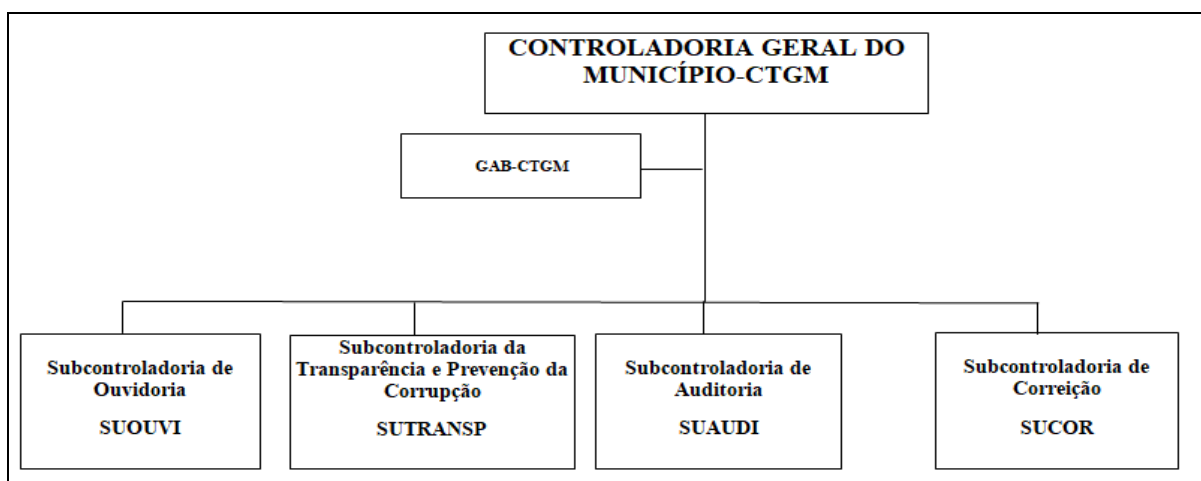 CONTROLADORIA GERAL DO
MUNICÍPIO-CTGM
GAB-CTGM
Subcontroladoria de
Ouvidoria
SUOUVI
Subcontroladoria da
Transparência e Prevenção da
Corrupção
SUTRANSP
Subcontroladoria de
Auditoria
SUAUDI
Subcontroladoria de
Correição
SUCOR